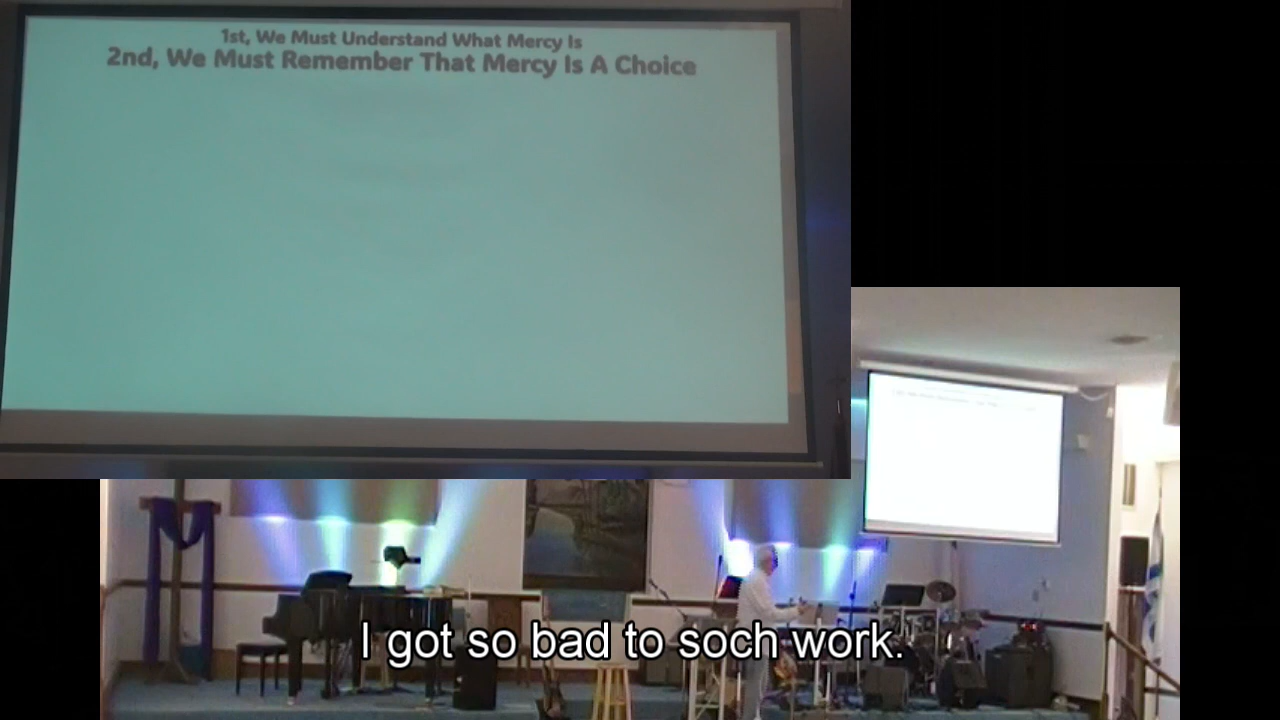 1st, We Must Understand What Mercy Is
2nd, We Must Remember That Mercy Is A Choice
I got so bad to soch work.